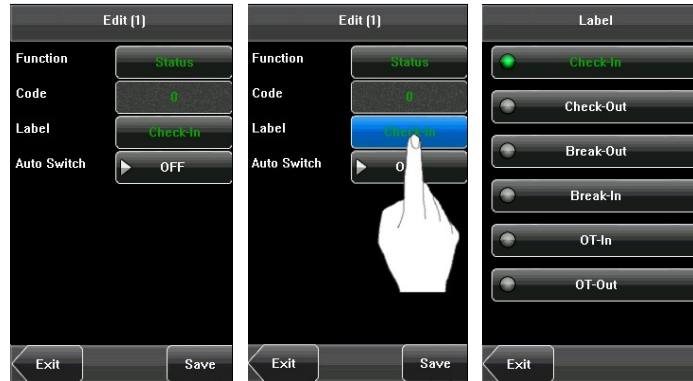 Edit (1)
Function Status
Code 0
Label Check-In
Auto Switch OFF
Exit Save
Edit (1)
Function Status
Code 0
Label Check-In
Auto Switch
Exit Save
Label
Check-In
Check-Out
Break-Out
Break-In
OT-In
OT-Out
Exit